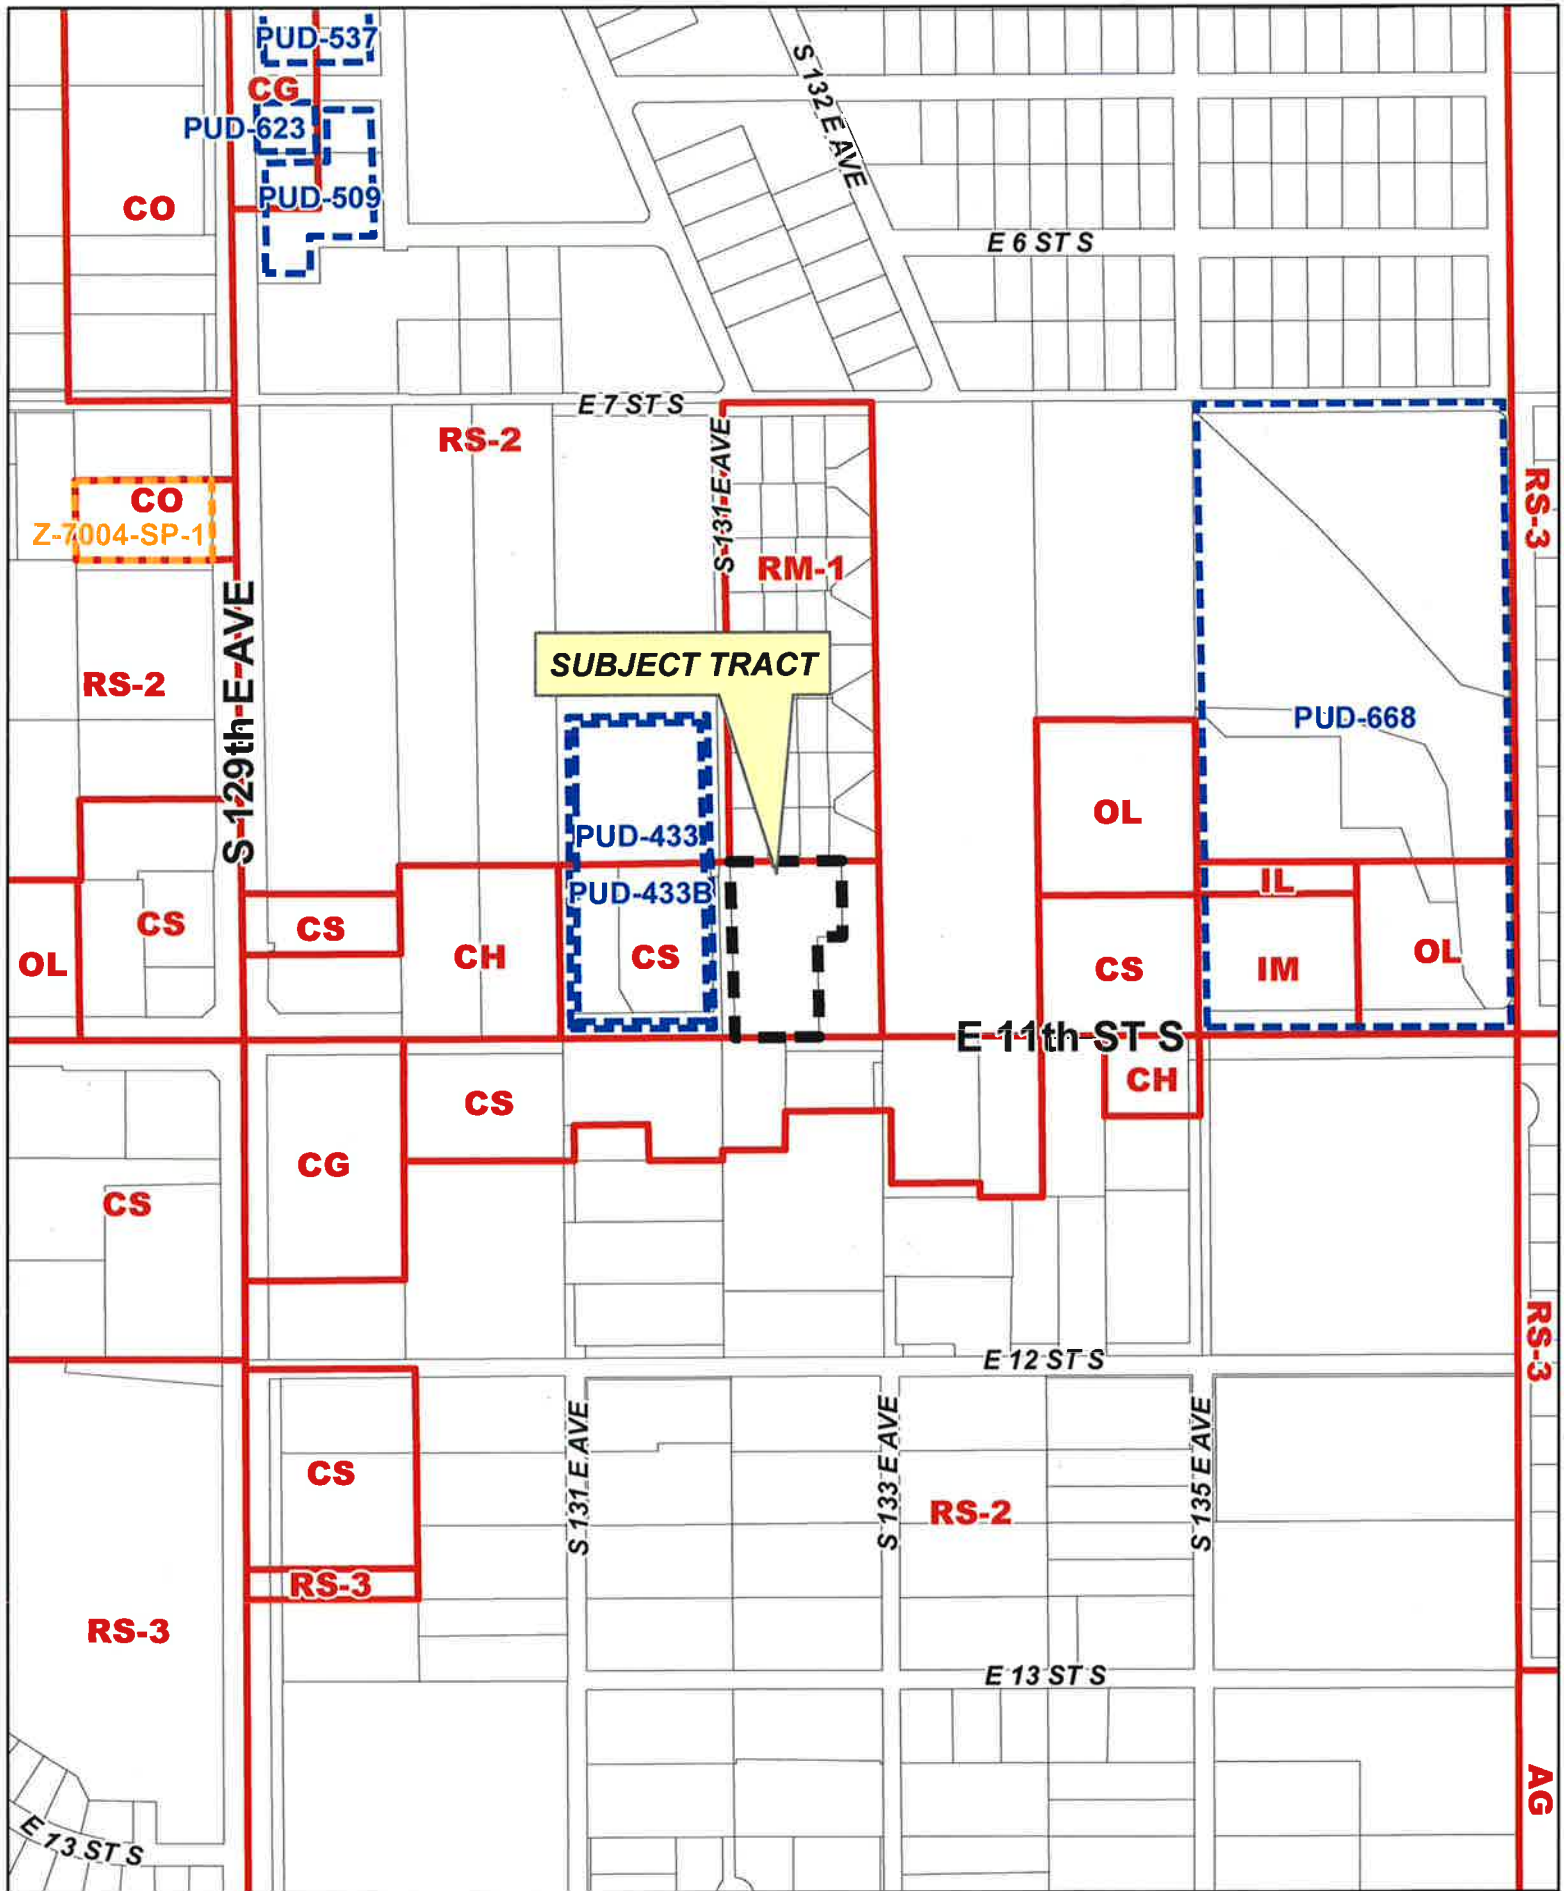 PUD-537
CG
S 132 E AVE
PUD-623
PUD-509
CO
E 6 ST S
E 7 ST S
RS-2
S 131 E AVE
CO
Z-7004-SP-1
RS-3
RM-1
S 129th E AVE
SUBJECT TRACT
RS-2
PUD-668
OL
PUD-433
IL
PUD-433B
CS
CS
CH
CS
OL
CS
IM
OL
E 11th ST S
CH
CS
CG
CS
RS-3
E 12 ST S
CS
S 131 E AVE
S 133 E AVE
RS-2
S 135 E AVE
RS-3
RS-3
E 13 ST S
AG
E 13 ST S